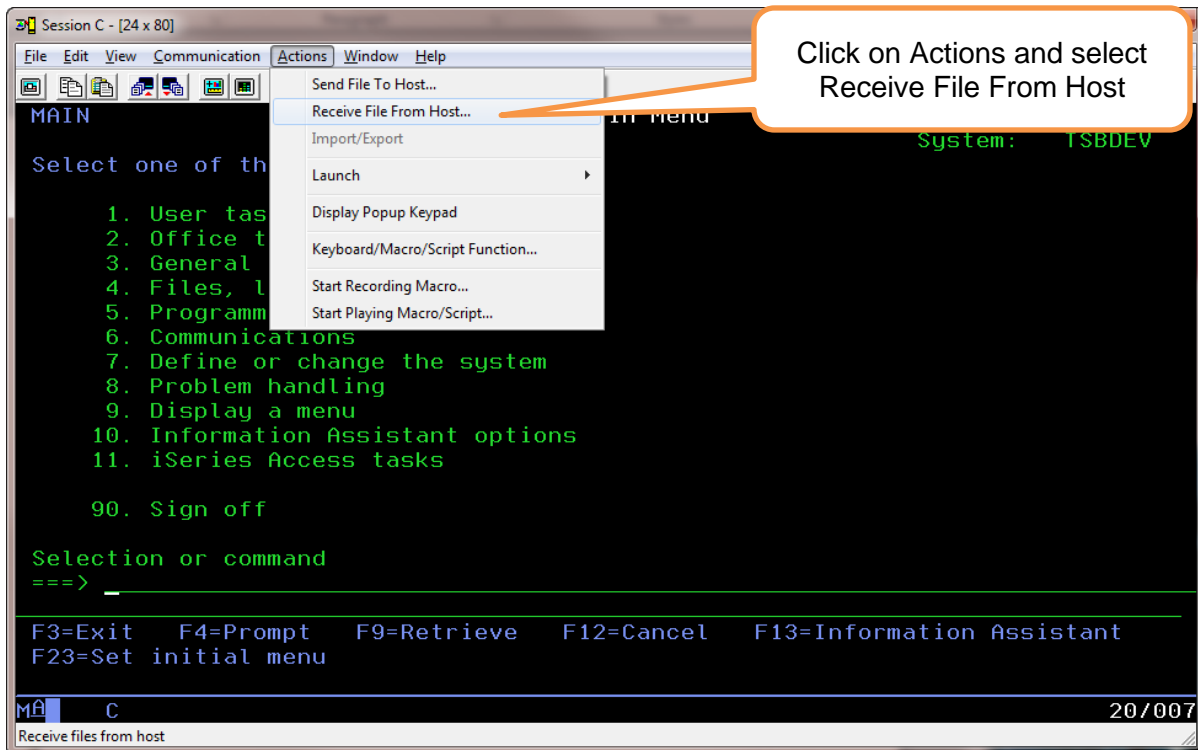 Session C - [24 x 80]
File Edit View Communication Actions Window Help
Click on Actions and select
Receive File From Host
Send File To Host...
Receive File From Host...
Import/Export
Launch
Display Popup Keypad
Keyboard/Macro/Script Function...
Start Recording Macro...
Start Playing Macro/Script...
MAIN in Menu
System: TSBDEV
Select one of th
1. User tas
2. Office t
3. General
4. Files, l
5. Programm
6. Communications
7. Define or change the system
8. Problem handling
9. Display a menu
10. Information Assistant options
11. iSeries Access tasks
90. Sign off
Selection or command
===>
F3=Exit F4=Prompt F9=Retrieve F12=Cancel F13=Information Assistant
F23=Set initial menu
MA C 20/007
Receive files from host